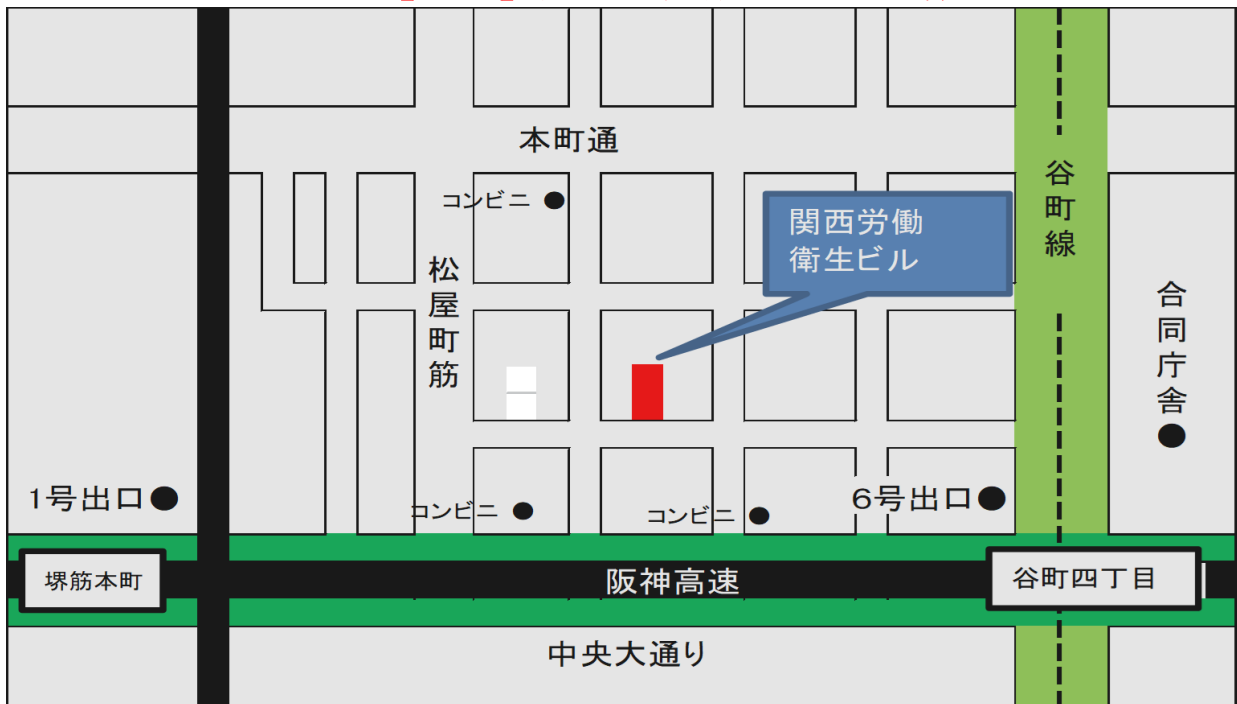 本町通
コンビニ
谷町線
関西労働
衛生ビル
松屋町筋
合同庁舎
1号出口
コンビニ
コンビニ
6号出口
堺筋本町
阪神高速
谷町四丁目
中央大通り